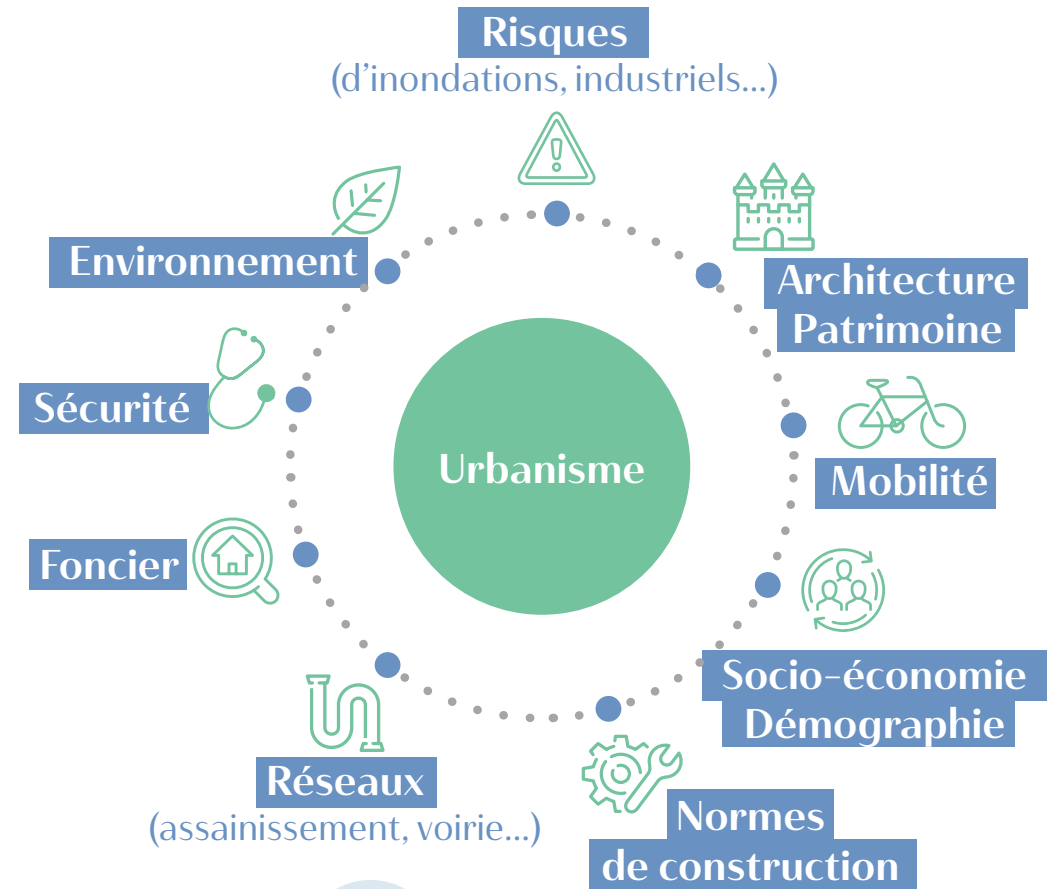 Risques
(d’inondations, industriels...)
Architecture
Patrimoine
Mobilité
Socio-économie
Démographie
Normes
de construction
Réseaux
(assainissement, voirie...)
Foncier
Sécurité
Environnement
Urbanisme